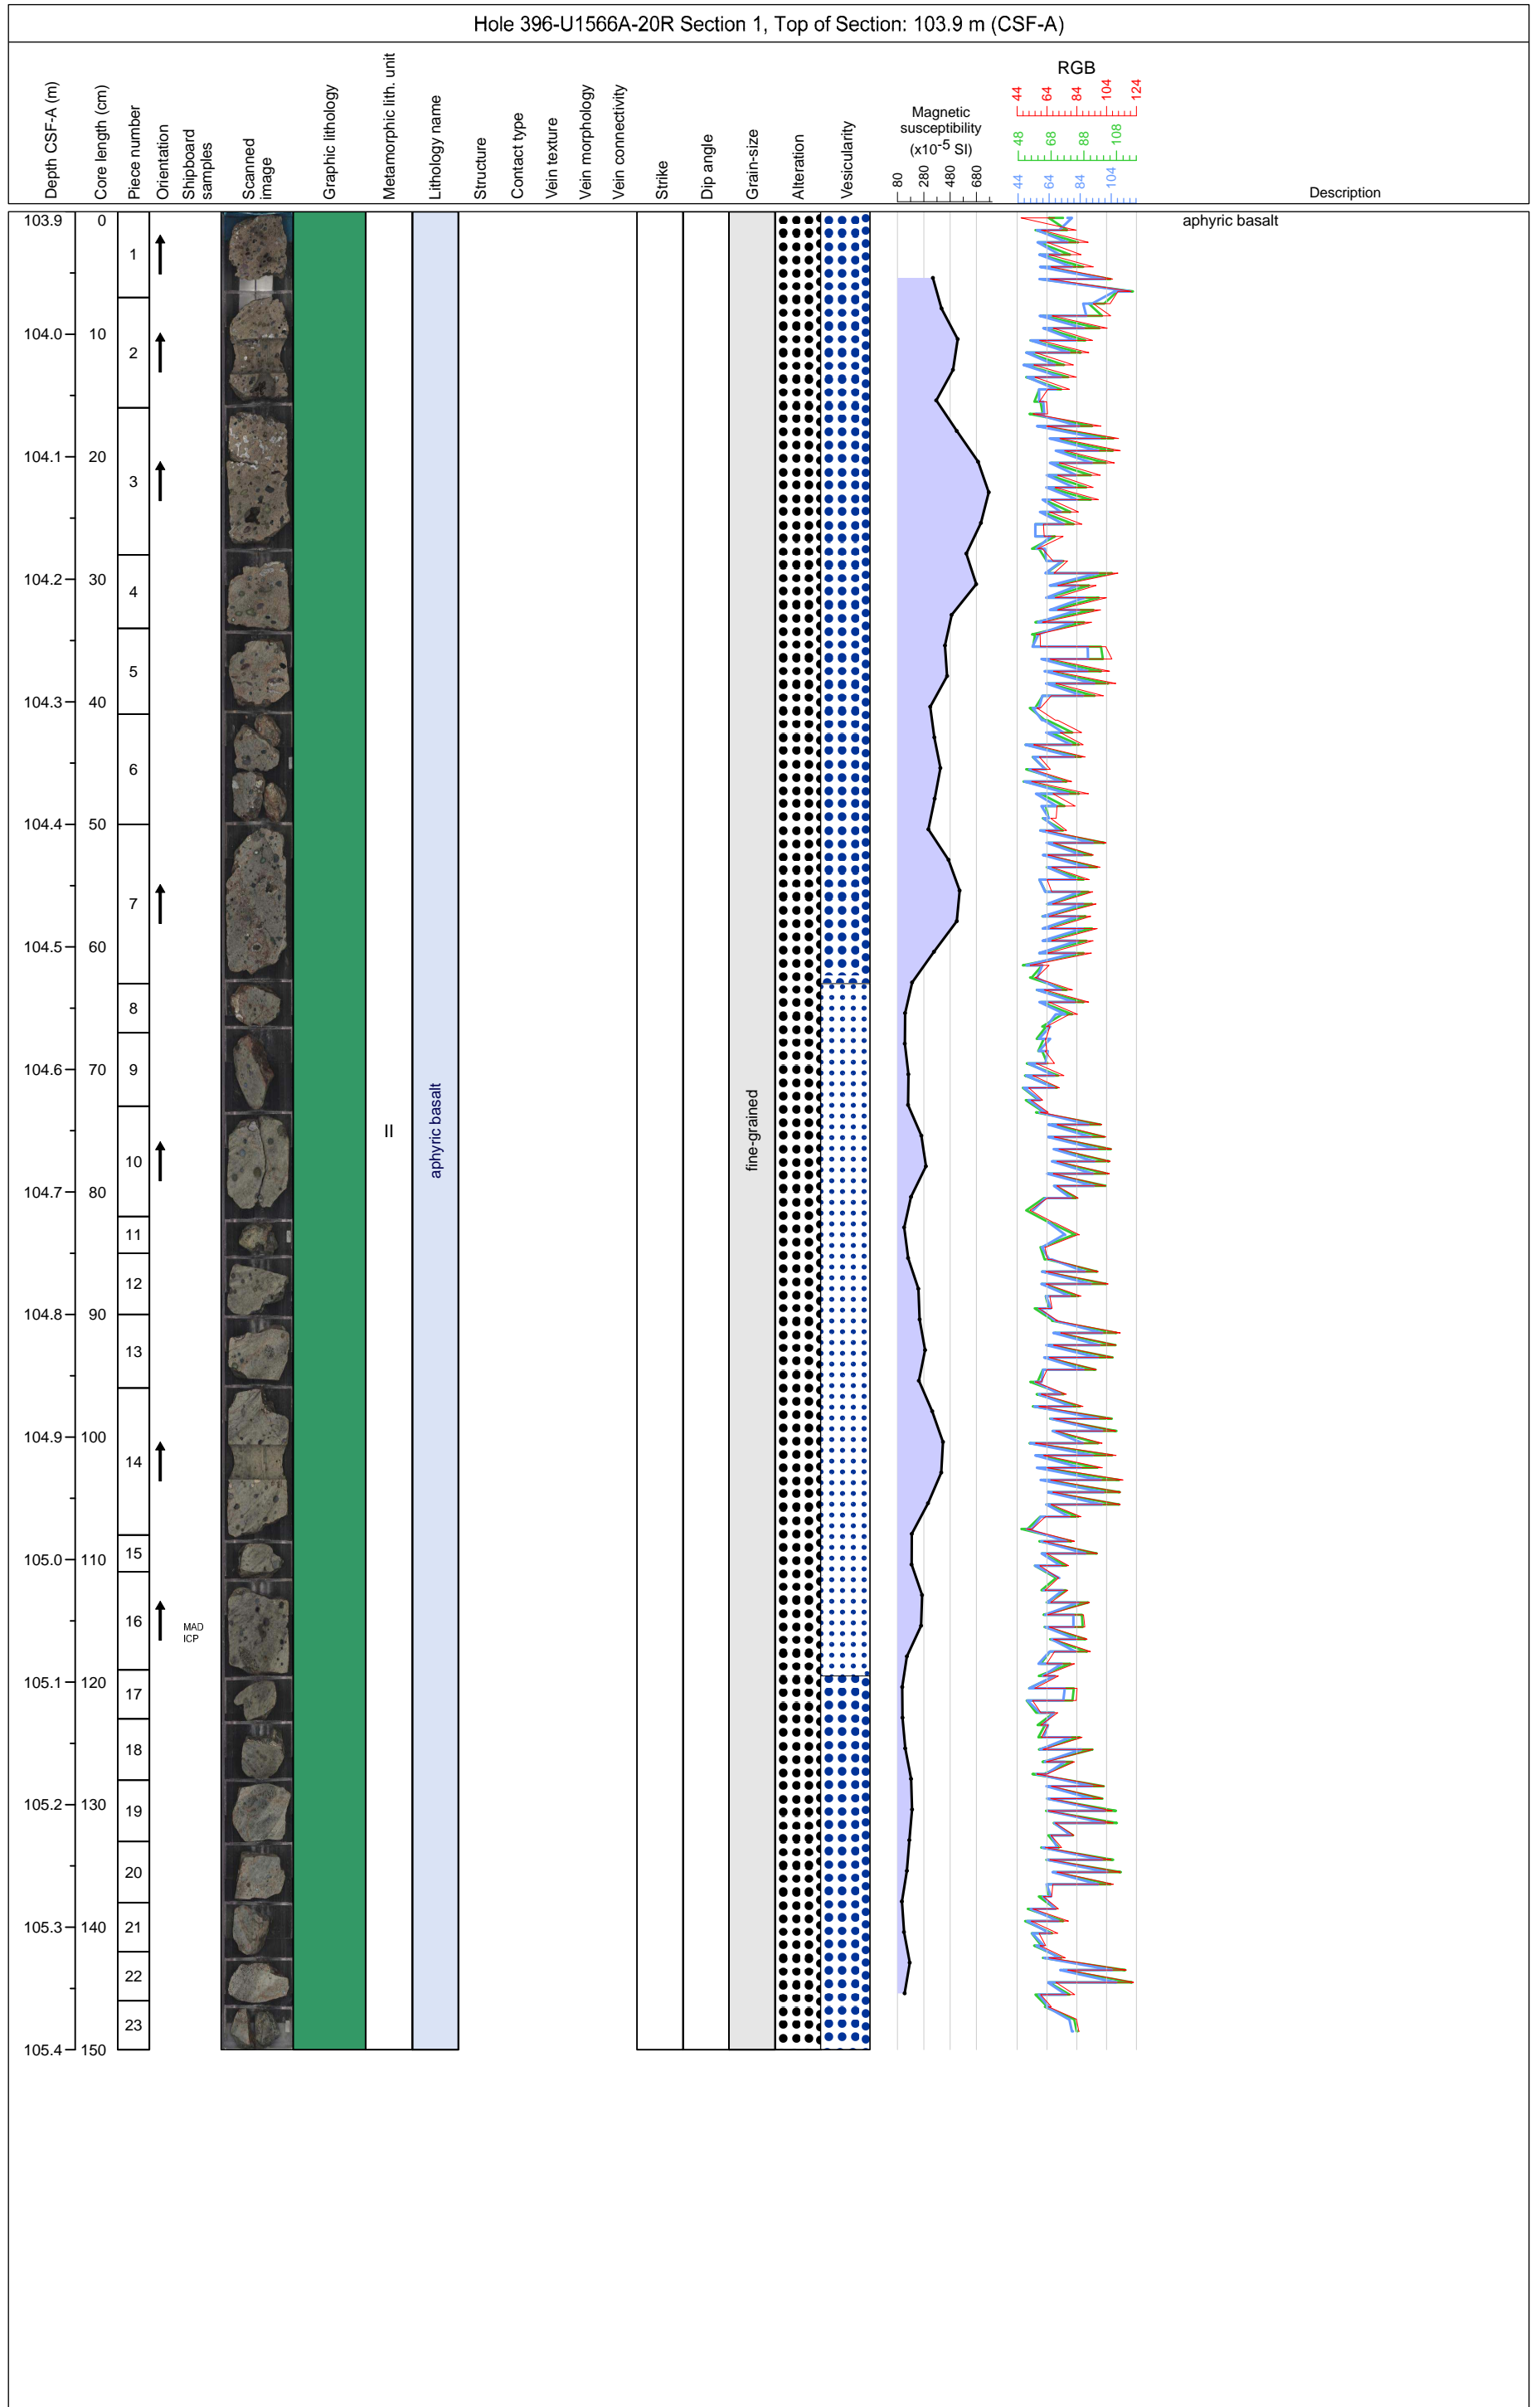 Hole 396-U1566A-20R Section 1, Top of Section: 103.9 m (CSF-A)
Depth CSF-A (m)
Core length (cm)
Piece number
Orientation
Shipboard
samples
Scanned
image
Graphic lithology
Metamorphic lith. unit
Lithology name
Structure
Contact type
Vein texture
Vein morphology
Vein connectivity
Strike
Dip angle
Grain-size
Alteration
Vesicularity
Magnetic
susceptibility
(x10-5 SI)
80 280 480 680
RGB
44 64 84 104 124
48 68 88 108
44 64 84 104
Description
103.9 0
aphyric basalt
1
104.0 10
2
104.1 20
3
104.2 30
4
5
104.3 40
6
104.4 50
7
104.5 60
8
104.6 70
9
II
aphyric basalt
fine-grained
10
104.7 80
11
12
104.8 90
13
104.9 100
14
105.0 110
15
16
MAD
ICP
105.1 120
17
18
105.2 130
19
20
105.3 140
21
22
23
105.4 150